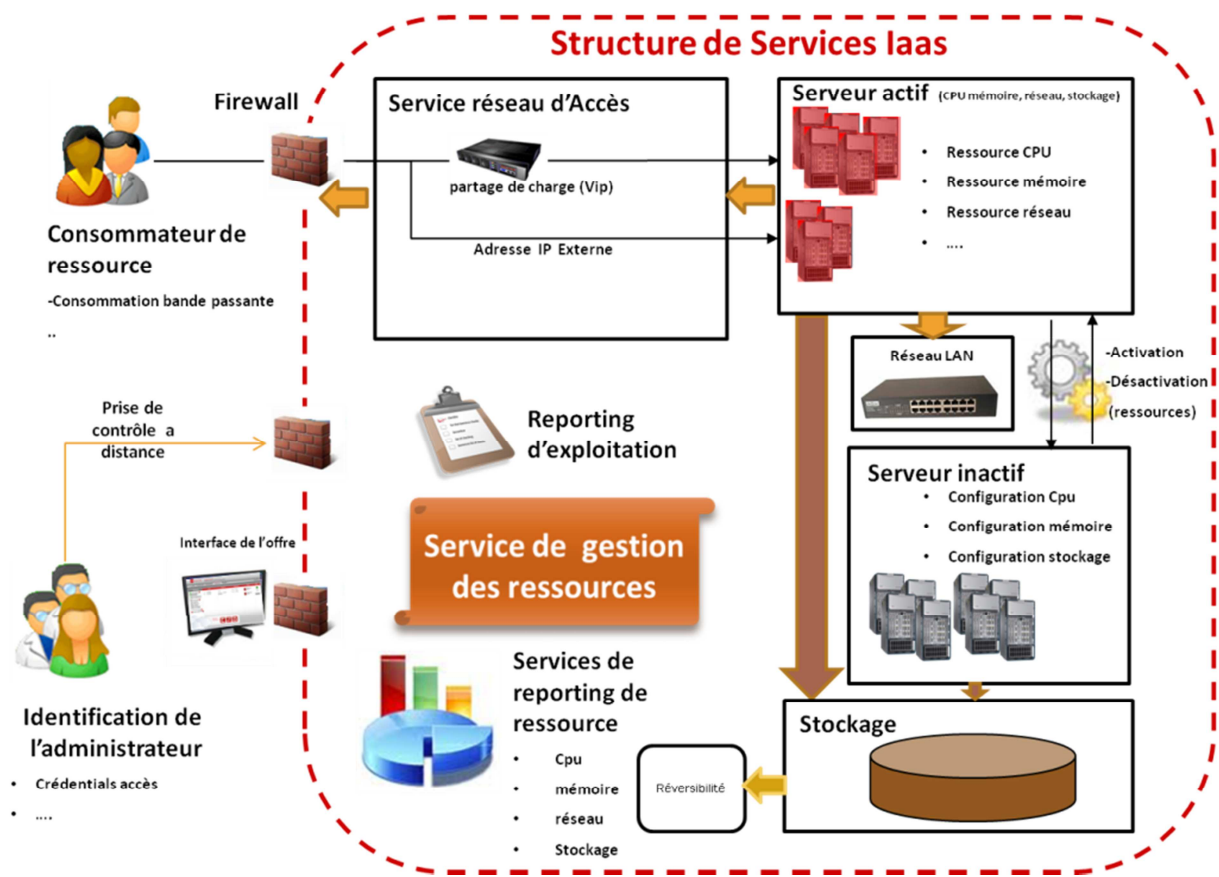 Structure de Services Iaas
Firewall
Service réseau d'Accès
partage de charge (Vip)
Adresse IP Externe
Serveur actif (CPU mémoire, réseau, stockage)
• Ressource CPU
• Ressource mémoire
• Ressource réseau
• ....
Consommateur de
ressource
-Consommation bande passante
..
Réseau LAN
-Activation
-Désactivation
(ressources)
Prise de
contrôle a
distance
Reporting
d'exploitation
Serveur inactif
• Configuration Cpu
• Configuration mémoire
• Configuration stockage
Interface de l'offre
Service de gestion
des ressources
Identification de
l'administrateur
• Crédentials accès
• ....
Services de
reporting de
ressource
• Cpu
• mémoire
• réseau
• Stockage
Réversibilité
Stockage